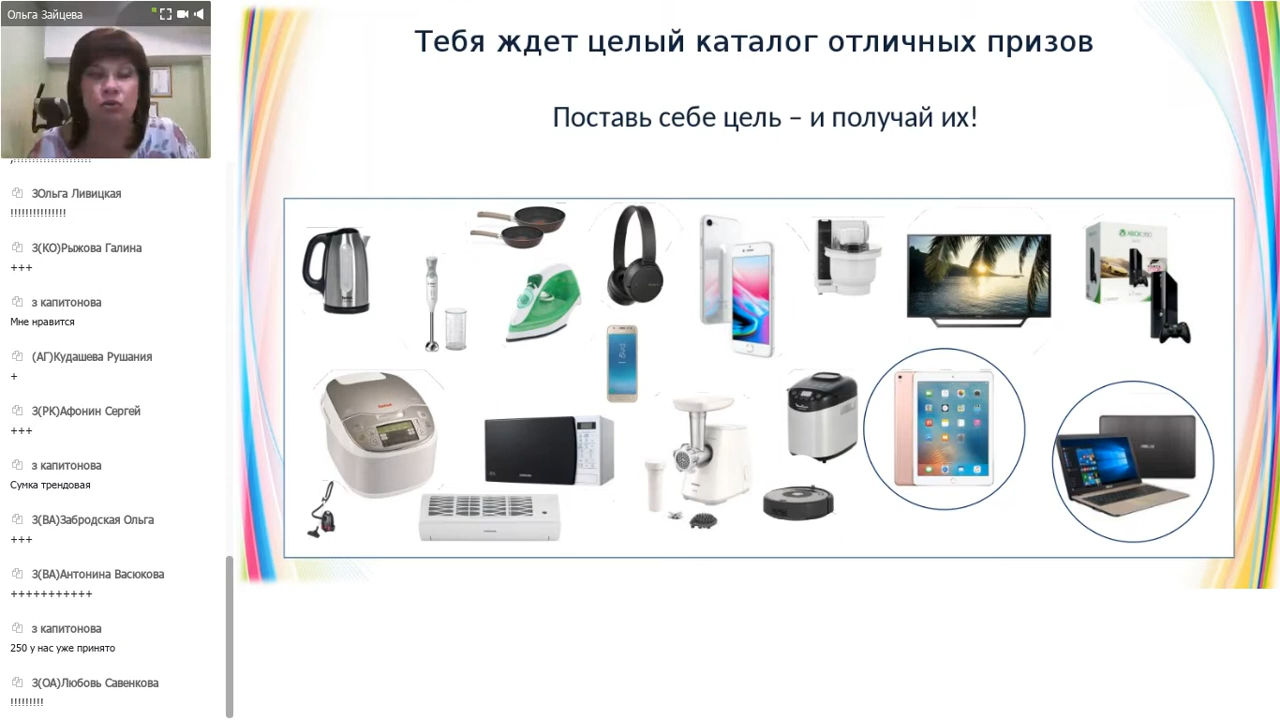 Ольга Зайцева
Тебя ждет целый каталог отличных призов
Поставь себе цель – и получай их!
3Ольга Ливицкая
!!!!!!!!!!!!!!!
3(КО)Рыжова Галина
+++
з капитонова
Мне нравится
(АГ)Кудашева Рушания
+
3(РК)Афонин Сергей
+++
з капитонова
Сумка трендовая
3(ВА)Забродская Ольга
+++
3(ВА)Антонина Васюкова
+++++++++++
з капитонова
250 у нас уже принято
3(ОА)Любовь Савенкова
!!!!!!!!!
XBOX360